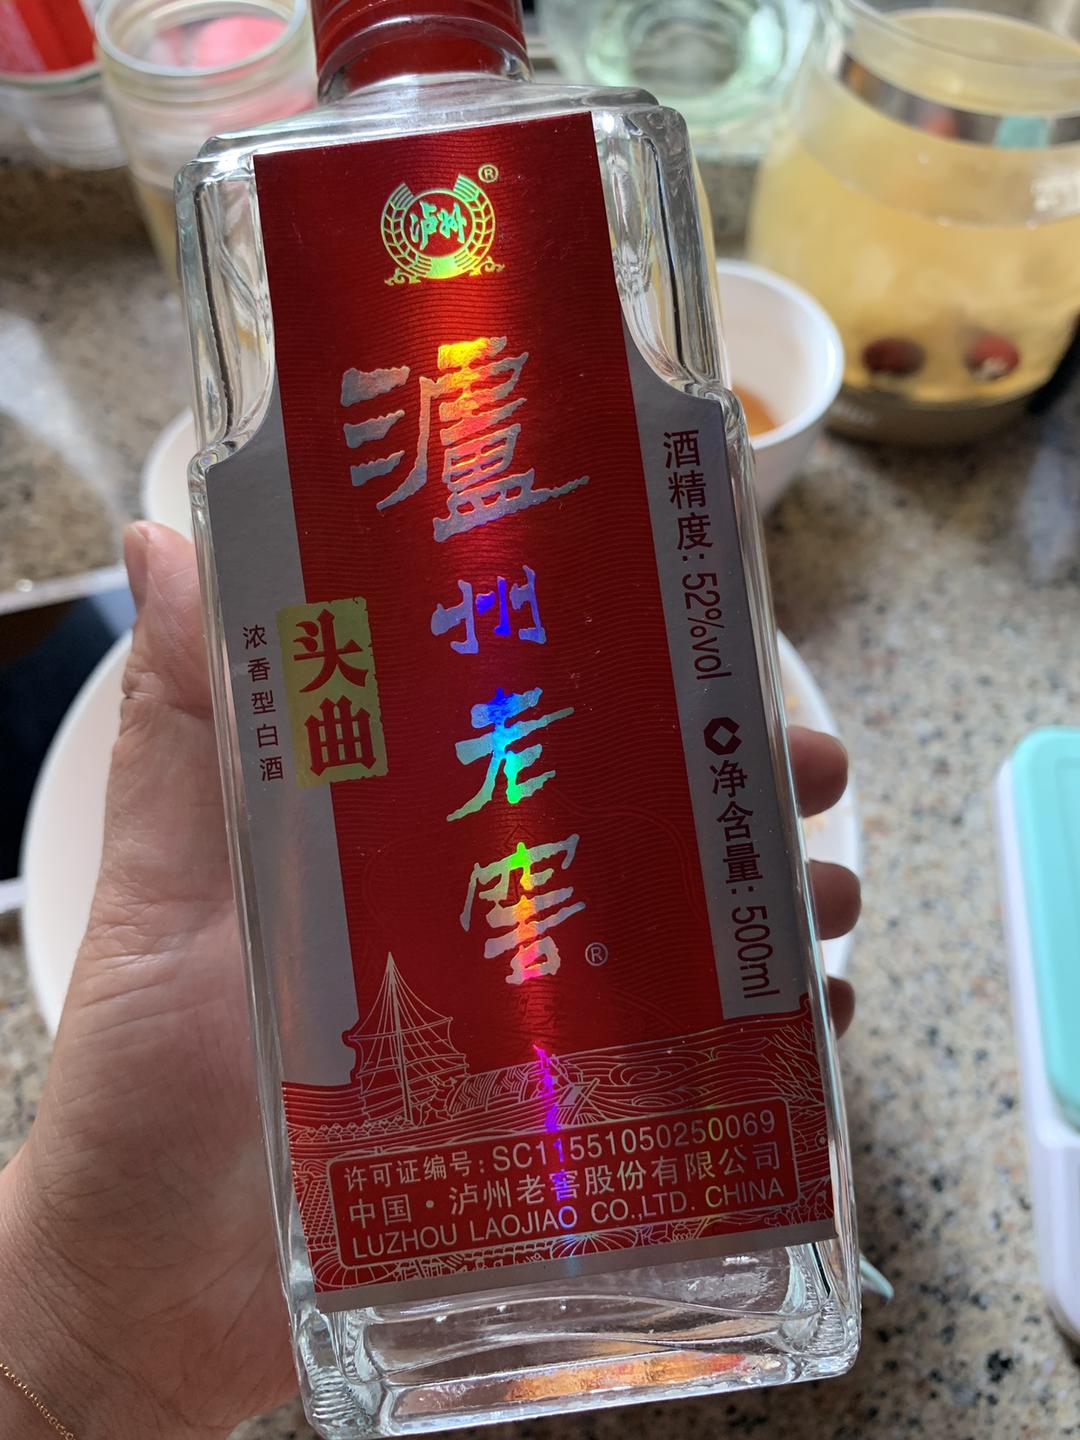 泸
州
老
窖
®
®
头曲
浓香型白酒
酒精度: 52%vol
净含量: 500ml
许可证编号: SC11551050250069
中国·泸州老窖股份有限公司
LUZHOU LAOJIAO CO.,LTD. CHINA